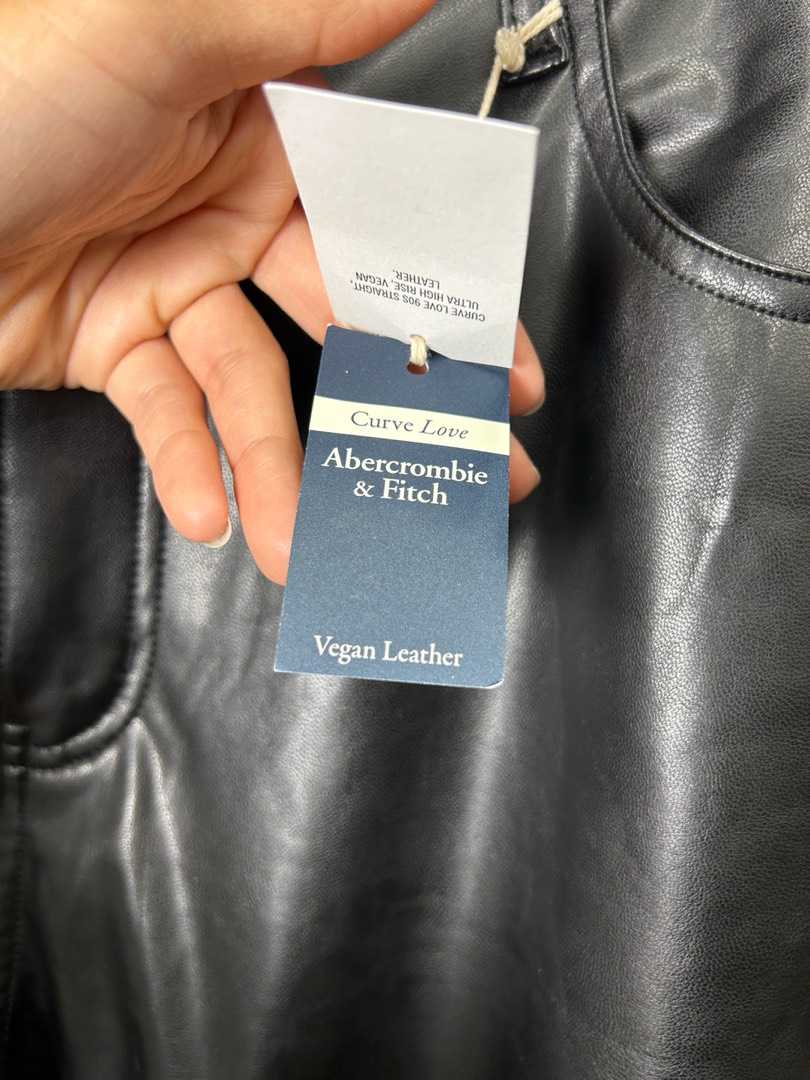 CURVE LOVE 90S STRAIGHT,
ULTRA HIGH RISE, VEGAN
LEATHER.
Curve Love
Abercrombie
& Fitch
Vegan Leather